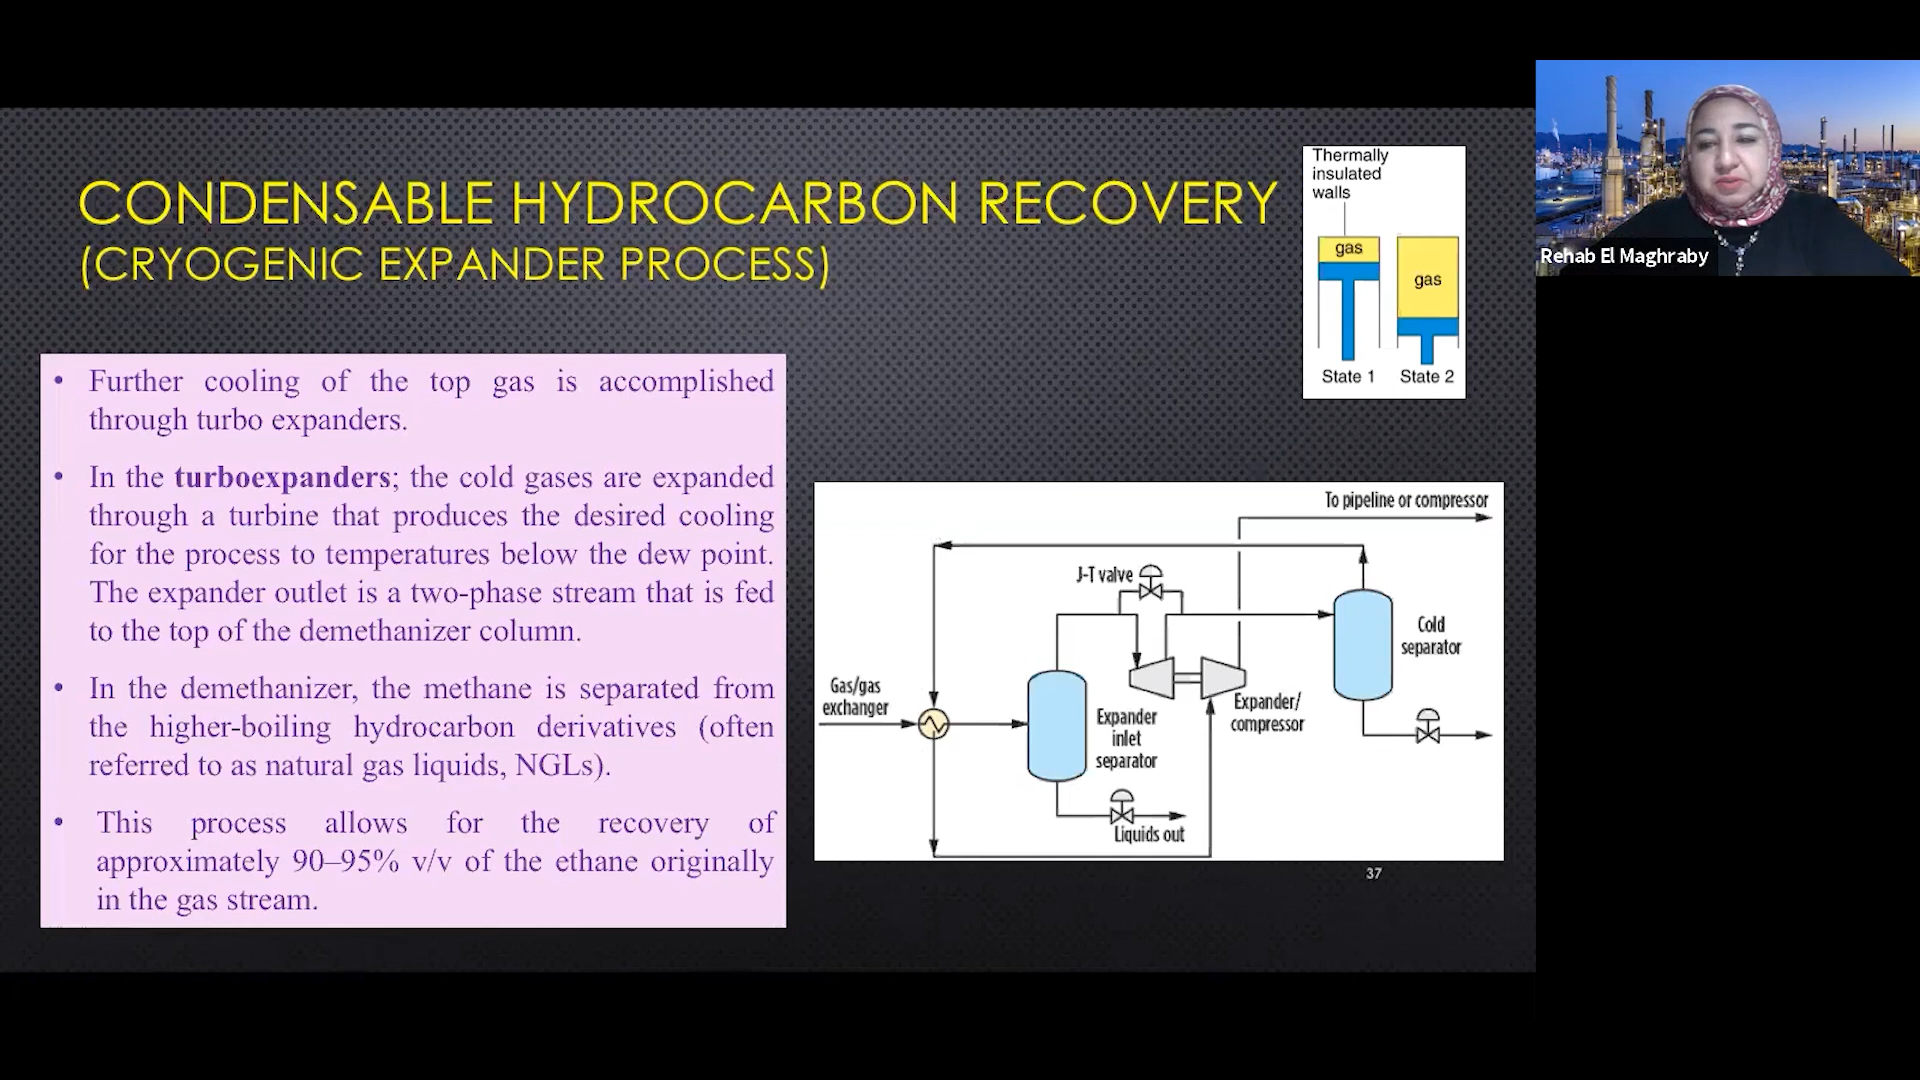 CONDENSABLE HYDROCARBON RECOVERY
(CRYOGENIC EXPANDER PROCESS)
Thermally
insulated
walls
gas
gas
State 1
State 2
Rehab El Maghraby
• Further cooling of the top gas is accomplished
through turbo expanders.
• In the turboexpanders; the cold gases are expanded
through a turbine that produces the desired cooling
for the process to temperatures below the dew point.
The expander outlet is a two-phase stream that is fed
to the top of the demethanizer column.
• In the demethanizer, the methane is separated from
the higher-boiling hydrocarbon derivatives (often
referred to as natural gas liquids, NGLs).
• This process allows for the recovery of
approximately 90–95% v/v of the ethane originally
in the gas stream.
To pipeline or compressor
J-T valve
Cold
separator
Gas/gas
exchanger
Expander/
compressor
Expander
inlet
separator
Liquids out
37